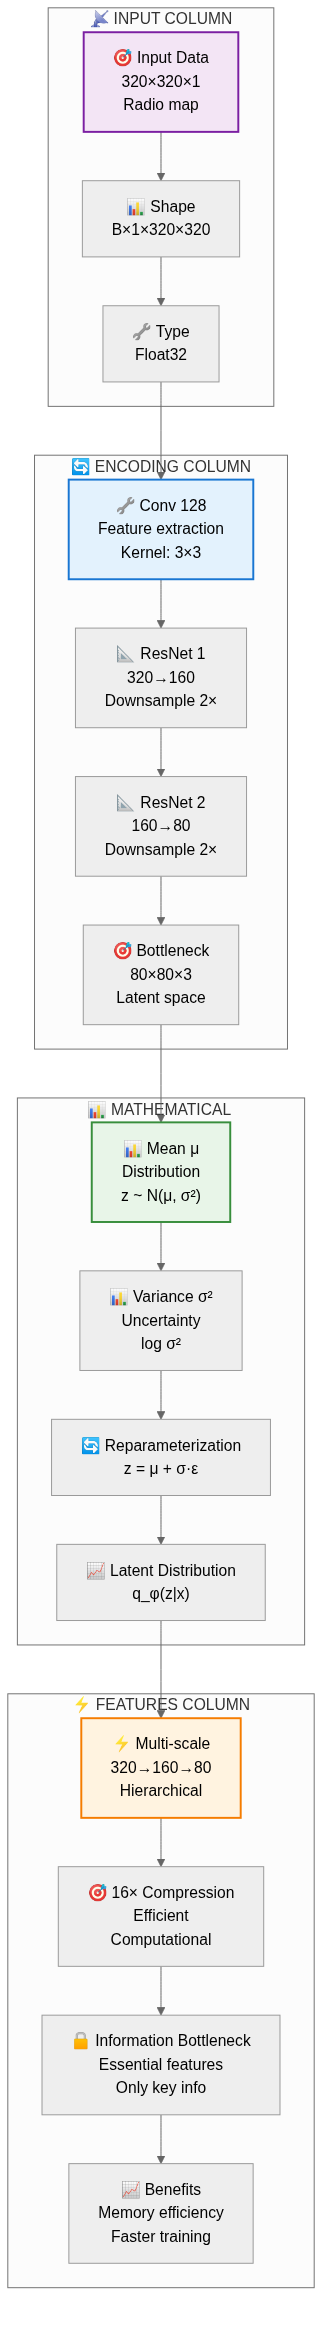 📡 INPUT COLUMN
🎯 Input Data
320×320×1
Radio map
📊 Shape
B×1×320×320
🔧 Type
Float32
🔄 ENCODING COLUMN
🔧 Conv 128
Feature extraction
Kernel: 3×3
📐 ResNet 1
320→160
Downsample 2×
📐 ResNet 2
160→80
Downsample 2×
🎯 Bottleneck
80×80×3
Latent space
📊 MATHEMATICAL
📊 Mean μ
Distribution
z ~ N(μ, σ²)
📊 Variance σ²
Uncertainty
log σ²
🔄 Reparameterization
z = μ + σ·ε
📈 Latent Distribution
q_φ(z|x)
⚡ FEATURES COLUMN
⚡ Multi-scale
320→160→80
Hierarchical
🎯 16× Compression
Efficient
Computational
🔒 Information Bottleneck
Essential features
Only key info
📈 Benefits
Memory efficiency
Faster training